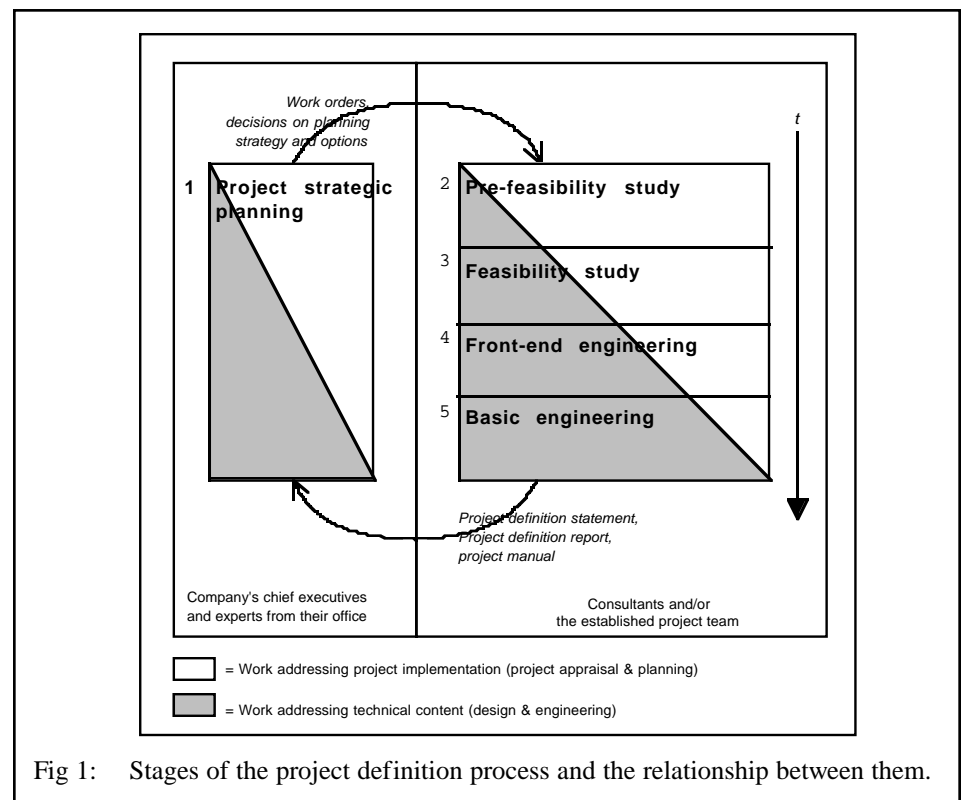 Work orders,
decisions on planning
strategy and options
t
1 Project strategic
planning
2 Pre-feasibility study
3 Feasibility study
4 Front-end engineering
5 Basic engineering
Project definition statement,
Project definition report,
project manual
Company's chief executives
and experts from their office
Consultants and/or
the established project team
= Work addressing project implementation (project appraisal & planning)
= Work addressing technical content (design & engineering)
Fig 1: Stages of the project definition process and the relationship between them.